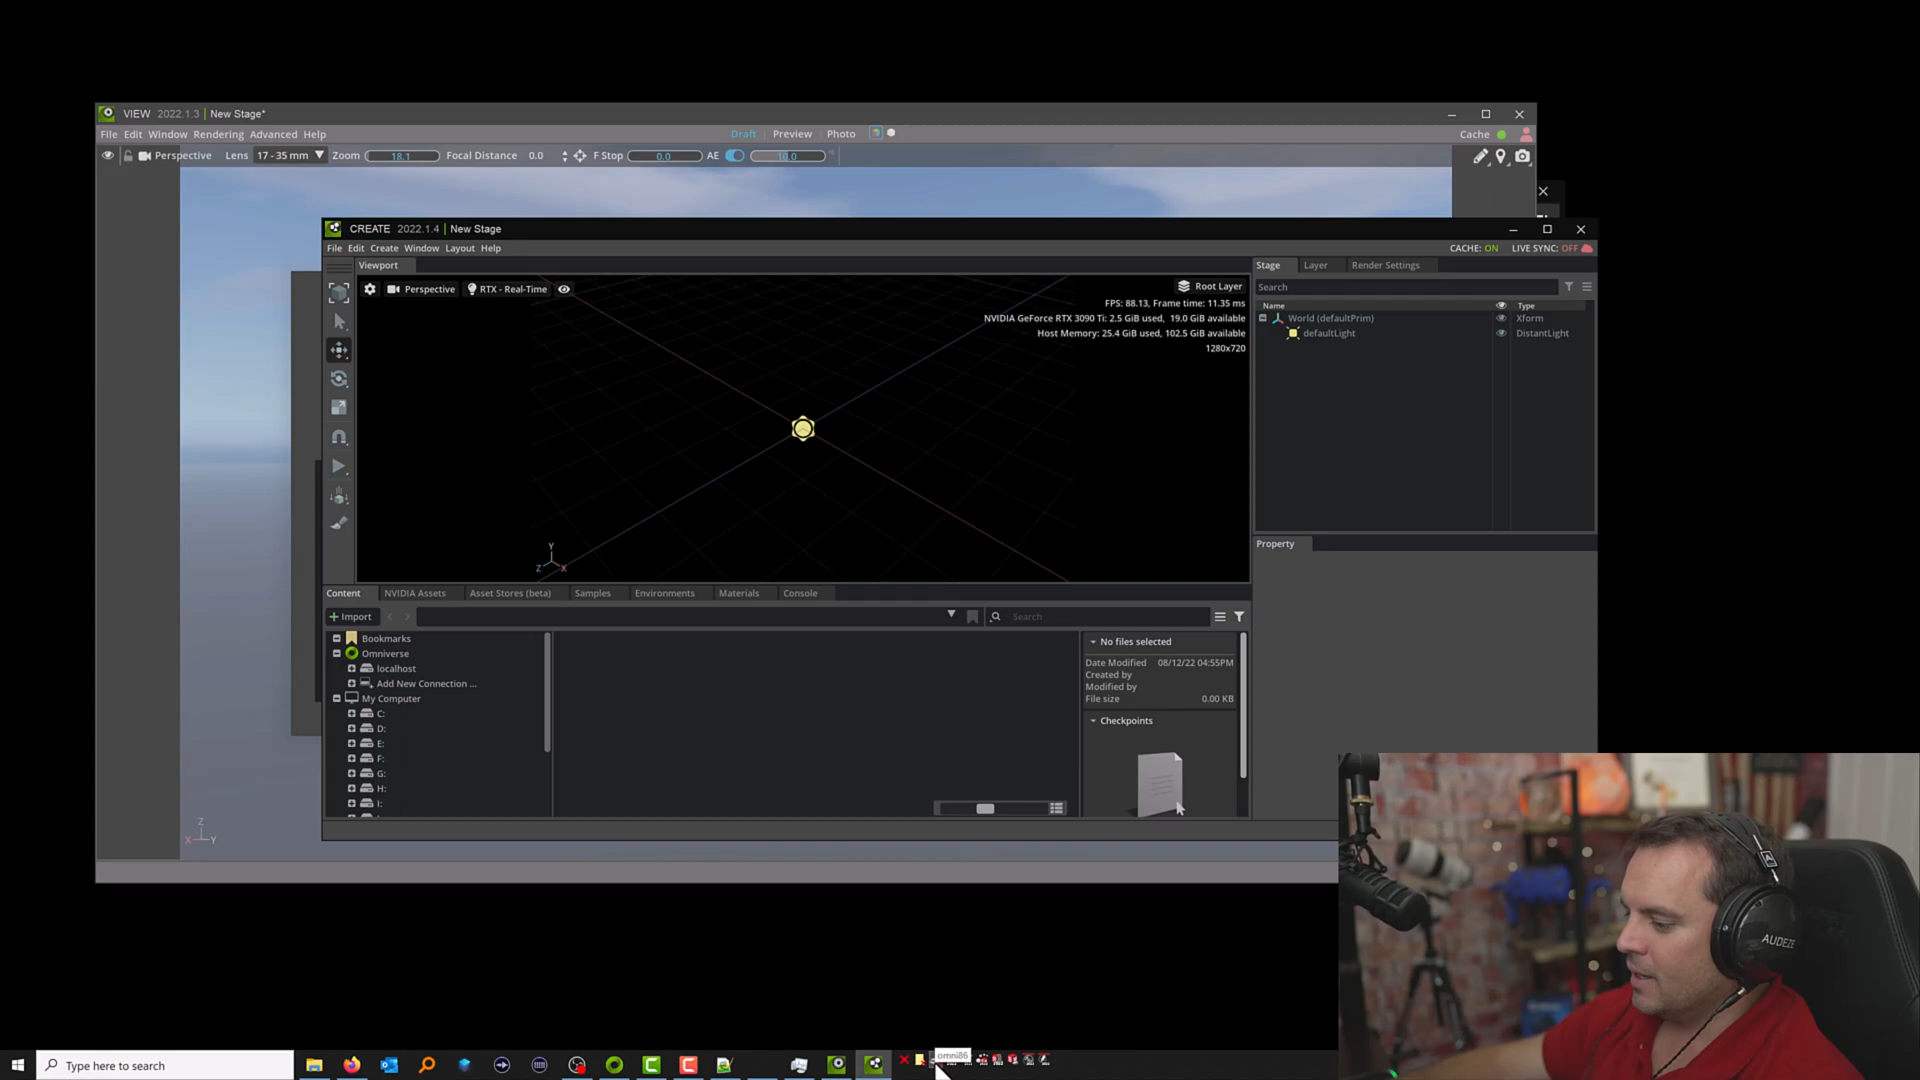 VIEW 2022.1.3 | New Stage*
File Edit Window Rendering Advanced Help
Draft Preview Photo
Cache
Perspective Lens 17 - 35 mm Zoom 18.1 Focal Distance 0.0 F Stop 0.0 AE 10.0
CREATE 2022.1.4 | New Stage
File Edit Create Window Layout Help
CACHE: ON LIVE SYNC: OFF
Viewport
Stage Layer Render Settings
Perspective RTX - Real-Time
Root Layer
Search
FPS: 88.13, Frame time: 11.35 ms
NVIDIA GeForce RTX 3090 Ti: 2.5 GiB used, 19.0 GiB available
Host Memory: 25.4 GiB used, 102.5 GiB available
1280x720
Name Type
World (defaultPrim) Xform
defaultLight DistantLight
Y
Z X
Property
Content NVIDIA Assets Asset Stores (beta) Samples Environments Materials Console
+ Import
Search
Bookmarks
Omniverse
localhost
Add New Connection ...
My Computer
C:
D:
E:
F:
G:
H:
I:
No files selected
Date Modified 08/12/22 04:55PM
Created by
Modified by
File size 0.00 KB
Checkpoints
Z
X Y
AUDEZE
omni86
Type here to search